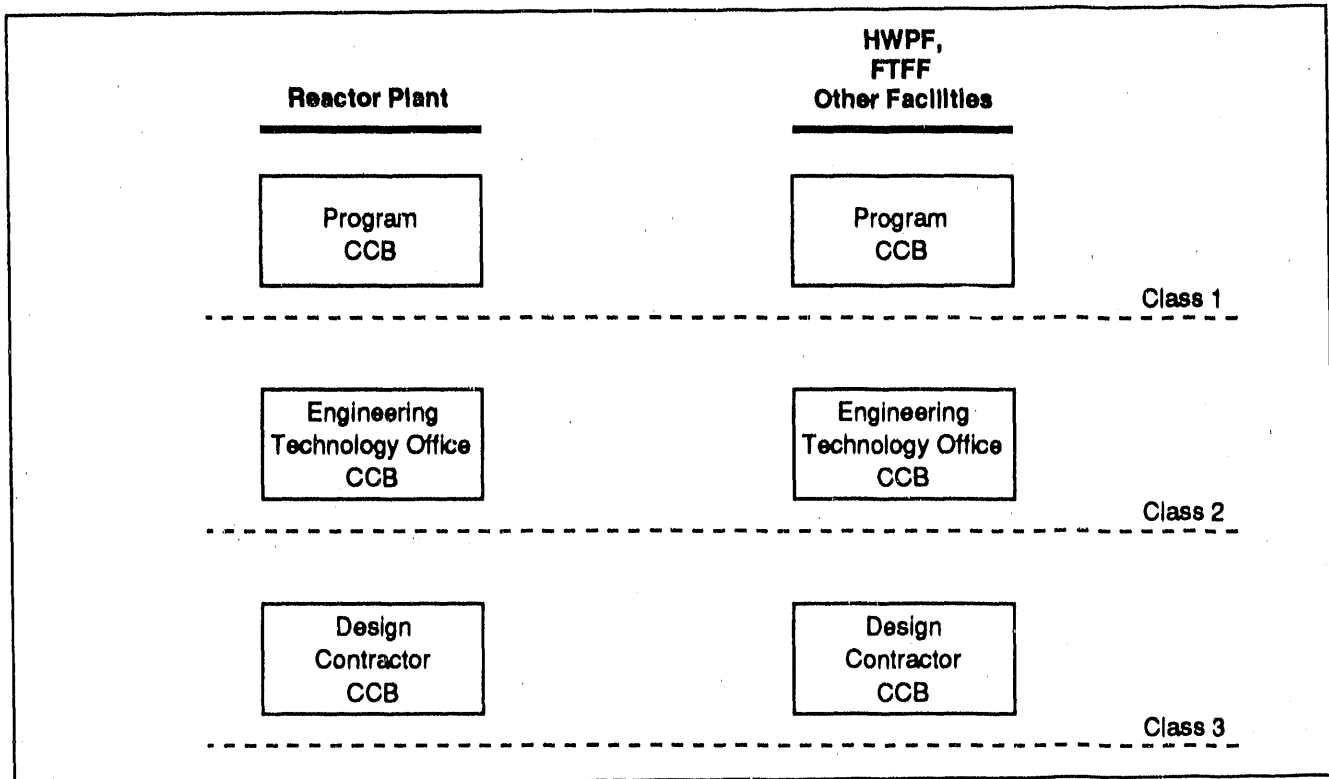 Reactor Plant
HWPF,
FTFF
Other Facilities
Program
CCB
Program
CCB
Class 1
Engineering
Technology Office
CCB
Engineering
Technology Office
CCB
Class 2
Design
Contractor
CCB
Design
Contractor
CCB
Class 3